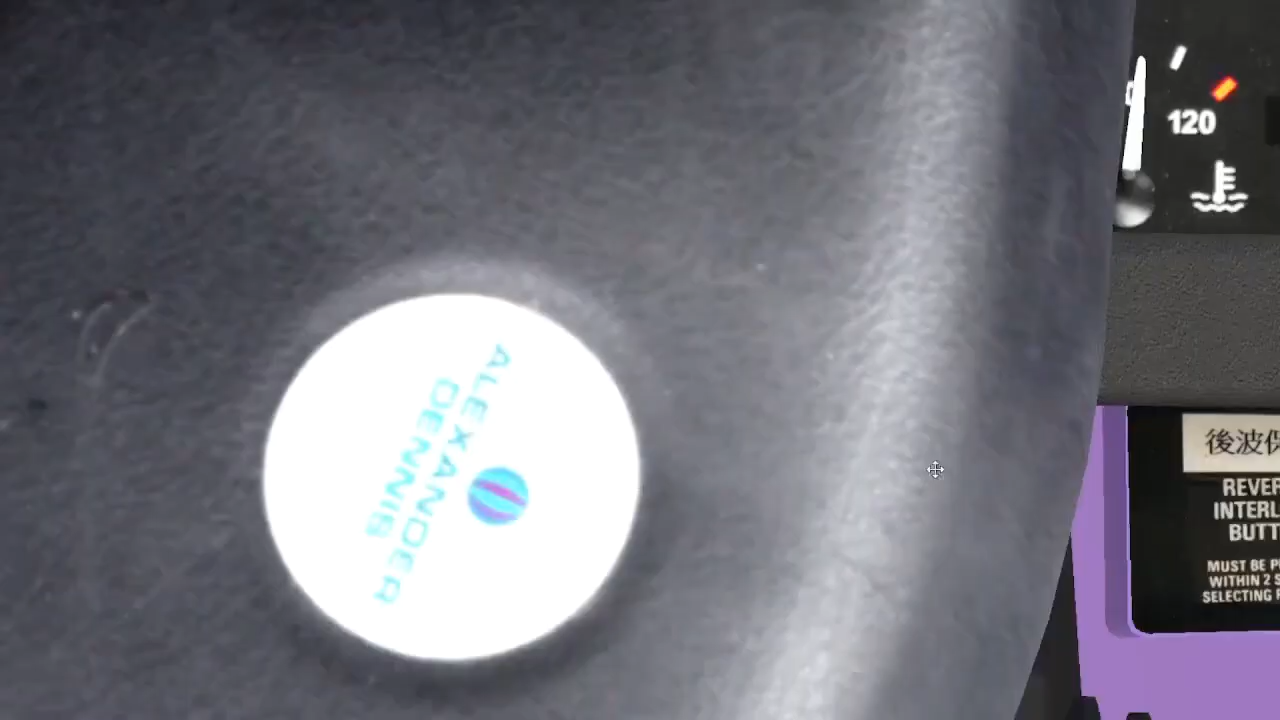 ALEXANDER
DENNIS
120
後波
REVER
INTERL
BUTT
MUST BE P
WITHIN 2 S
SELECTING